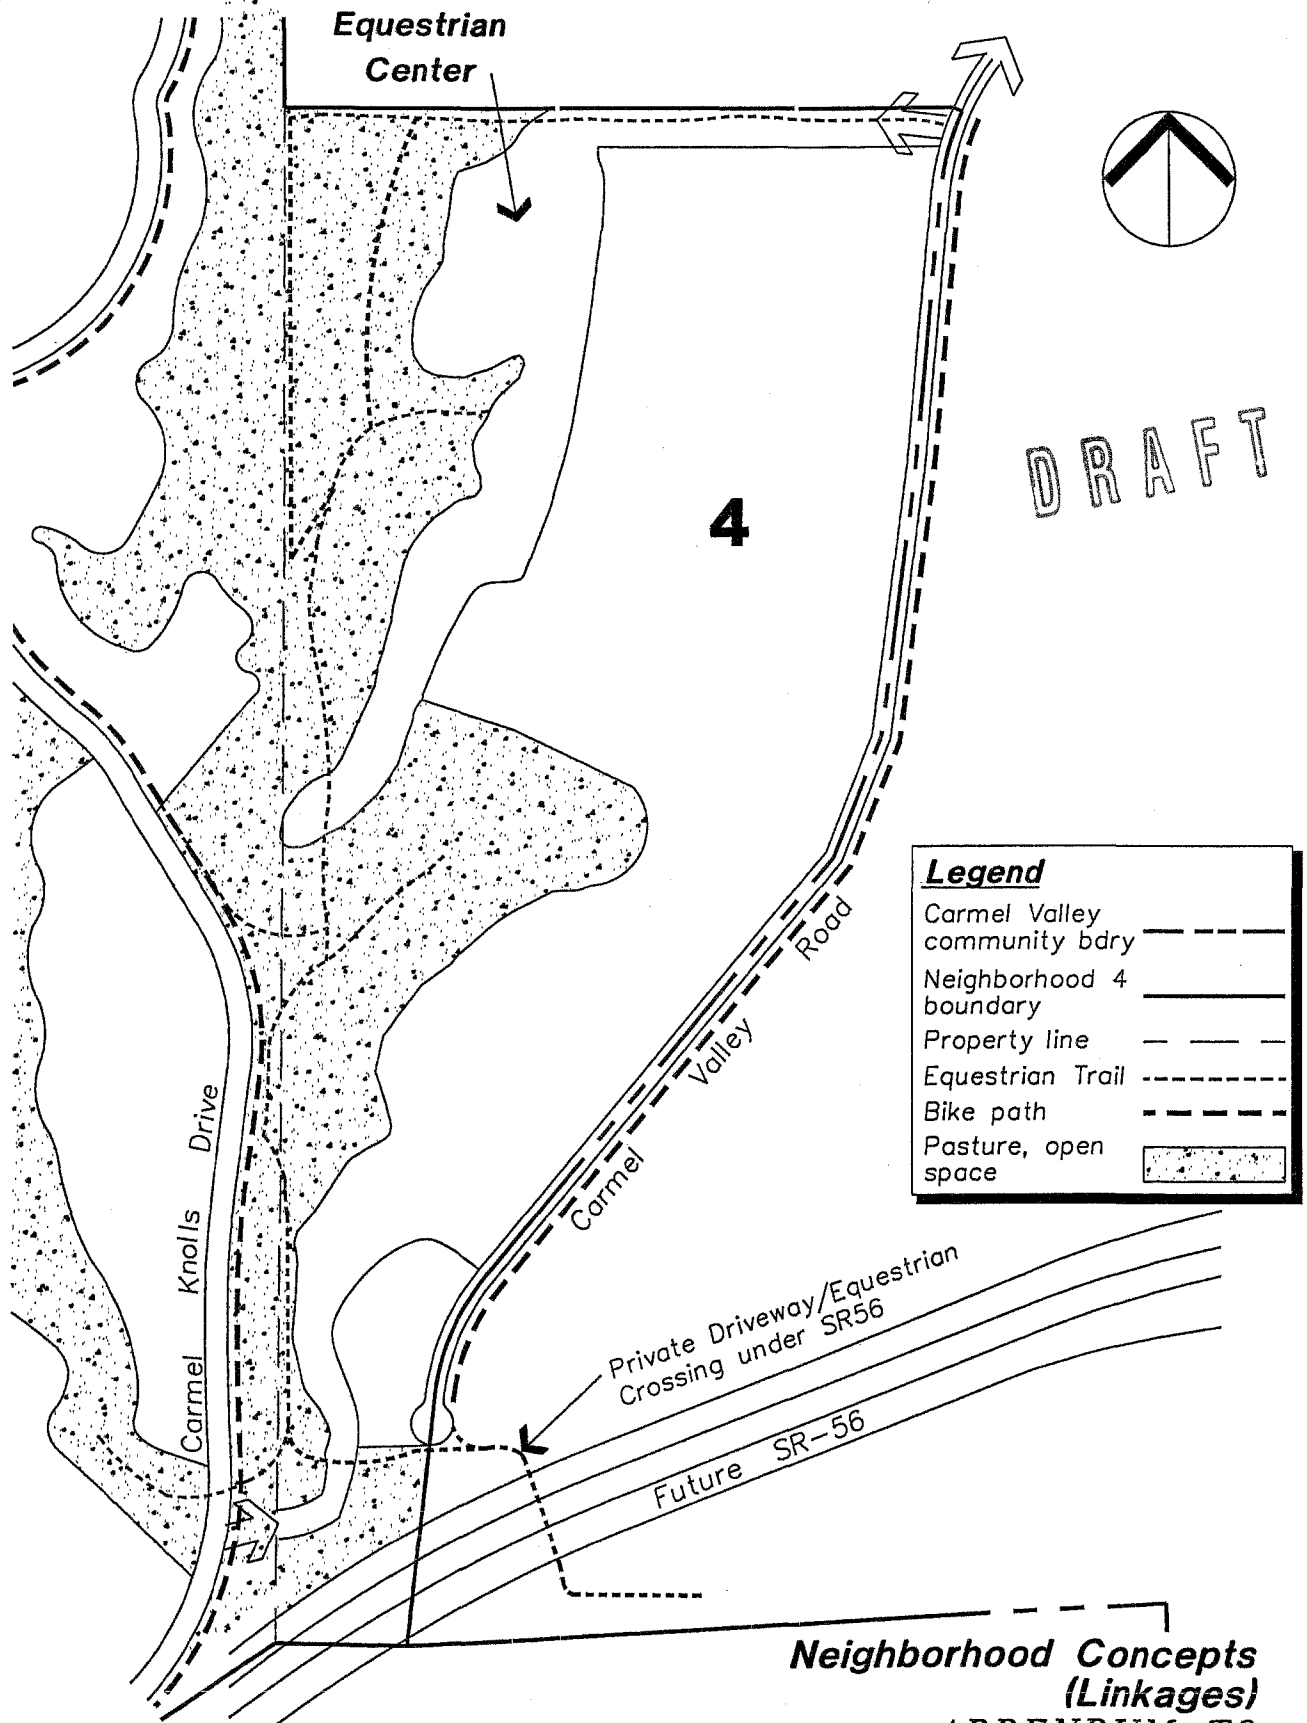 Equestrian
Center
DRAFT
4
Legend
Carmel Valley
community bdry
Neighborhood 4
boundary
Property line
Equestrian Trail
Bike path
Pasture, open
space
Carmel Valley Road
Carmel Knolls Drive
Private Driveway/Equestrian
Crossing under SR56
Future SR-56
Neighborhood Concepts
(Linkages)
ADDENDUM TO